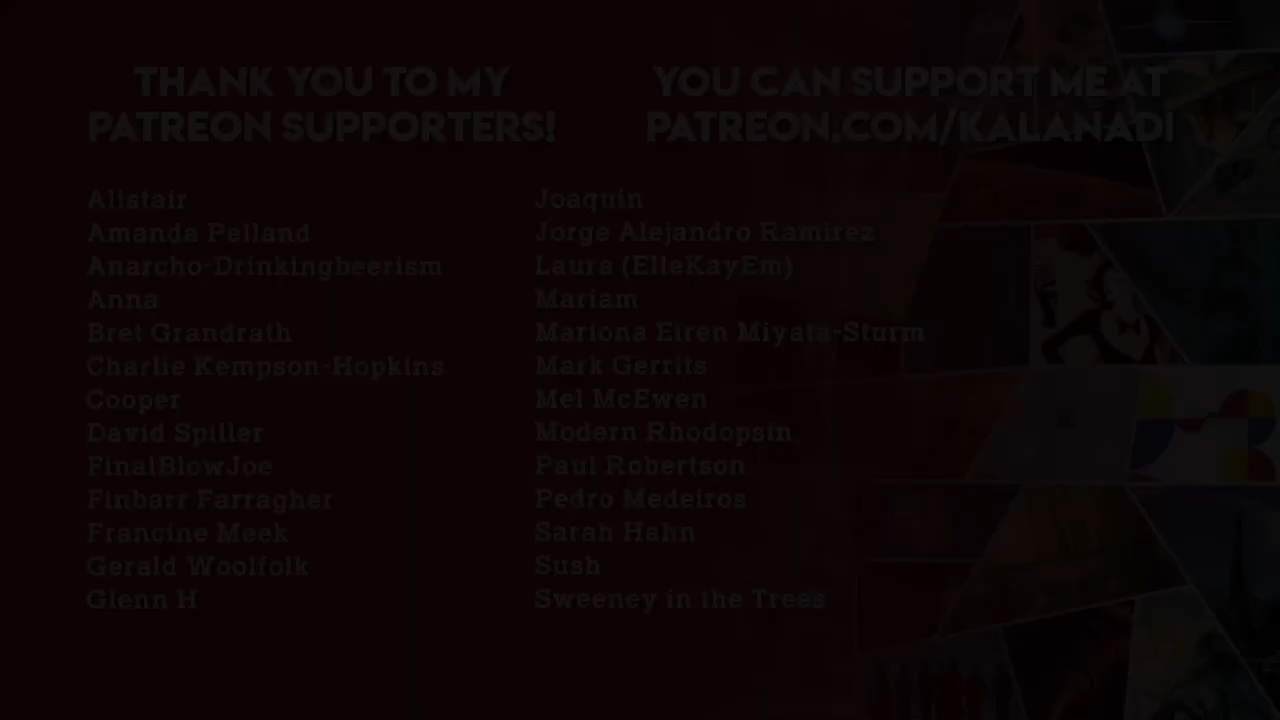 THANK YOU TO MY
PATREON SUPPORTERS!
YOU CAN SUPPORT ME AT
PATREON.COM/KALANADI
Alistair
Amanda Pelland
Anarcho-Drinkingbeerism
Anna
Bret Grandrath
Charlie Kempson-Hopkins
Cooper
David Spiller
FinalBlowJoe
Finbarr Farragher
Francine Meek
Gerald Woolfolk
Glenn H
Joaquín
Jorge Alejandro Ramirez
Laura (ElleKayEm)
Mariam
Mariona Eiren Miyata-Sturm
Mark Gerrits
Mel McEwen
Modern Rhodopsin
Paul Robertson
Pedro Medeiros
Sarah Hahn
Sush
Sweeney in the Trees